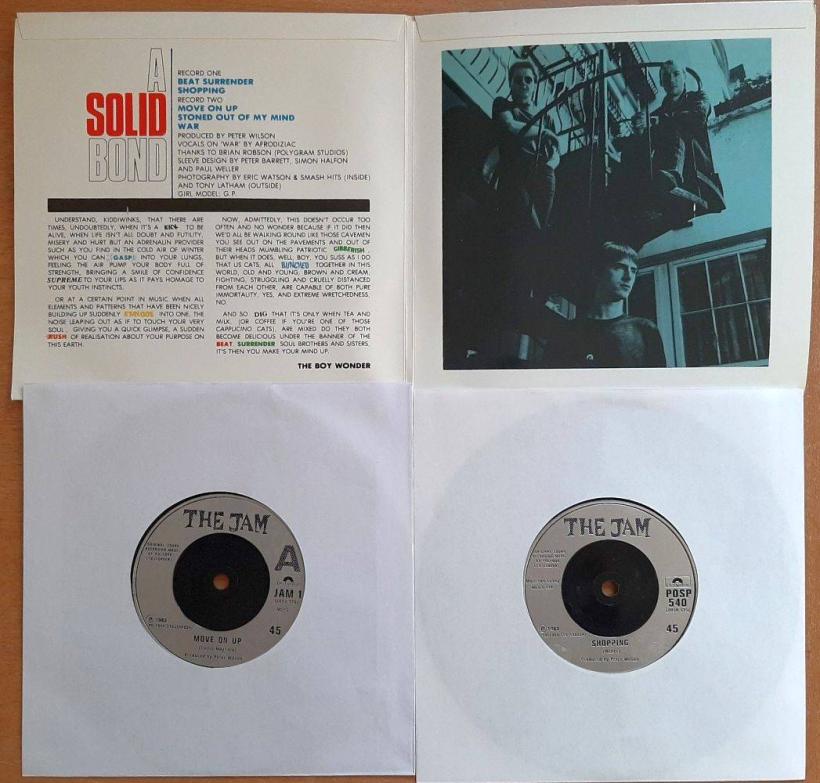 A
SOLID
BOND
RECORD ONE
BEAT SURRENDER
SHOPPING
RECORD TWO
MOVE ON UP
STONED OUT OF MY MIND
WAR
PRODUCED BY PETER WILSON
VOCALS ON 'WAR' BY AFRODIZIAC
THANKS TO BRIAN ROBSON (POLYGRAM STUDIOS)
SLEEVE DESIGN BY PETER BARRETT, SIMON HALFON
AND PAUL WELLER
PHOTOGRAPHY BY ERIC WATSON & SMASH HITS (INSIDE)
AND TONY LATHAM (OUTSIDE)
GIRL MODEL: G.P.
UNDERSTAND, KIDDIWINKS, THAT THERE ARE
TIMES, UNDOUBTEDLY, WHEN IT'S A KICK TO BE
ALIVE, WHEN LIFE ISN'T ALL DOUBT AND FUTILITY,
MISERY AND HURT BUT AN ADRENALIN PROVIDER
SUCH AS YOU FIND IN THE COLD AIR OF WINTER
WHICH YOU CAN GASP! INTO YOUR LUNGS,
FEELING THE AIR PUMP YOUR BODY FULL OF
STRENGTH, BRINGING A SMILE OF CONFIDENCE
SUPREME TO YOUR LIPS AS IT PAYS HOMAGE TO
YOUR YOUTH INSTINCTS.
OR AT A CERTAIN POINT IN MUSIC WHEN ALL
ELEMENTS AND PATTERNS THAT HAVE BEEN NICELY
BUILDING UP SUDDENLY EXPLODE INTO ONE, THE
NOISE LEAPING OUT AS IF TO TOUCH YOUR VERY
SOUL, GIVING YOU A QUICK GLIMPSE, A SUDDEN
RUSH OF REALISATION ABOUT YOUR PURPOSE ON
THIS EARTH.
NOW, ADMITTEDLY, THIS DOESN'T OCCUR TOO
OFTEN AND NO WONDER BECAUSE IF IT DID THEN
WE'D ALL BE WALKING ROUND LIKE THOSE CAVEMEN
YOU SEE OUT ON THE PAVEMENTS AND OUT OF
THEIR HEADS MUMBLING PATRIOTIC GIBBERISH.
BUT WHEN IT DOES, WELL, BOY, YOU SUSS AS I DO
THAT US CATS, ALL BUNCHED TOGETHER IN THIS
WORLD, OLD AND YOUNG, BROWN AND CREAM,
FIGHTING, STRUGGLING AND CRUELLY DISTANCED
FROM EACH OTHER, ARE CAPABLE OF BOTH PURE
IMMORTALITY, YES, AND EXTREME WRETCHEDNESS,
NO.
AND SO DIG THAT IT'S ONLY WHEN TEA AND
MILK, (OR COFFEE IF YOU'RE ONE OF THOSE
CAPPUCINO CATS), ARE MIXED DO THEY BOTH
BECOME DELICIOUS UNDER THE BANNER OF THE
BEAT SURRENDER SOUL BROTHERS AND SISTERS.
IT'S THEN YOU MAKE YOUR MIND UP.
THE BOY WONDER
THE JAM
A
JAM 1
45
℗ 1982
MOVE ON UP
Produced by Peter Wilson
THE JAM
POSP
540
45
℗ 1982
SHOPPING
(Weller)
Produced by Peter Wilson